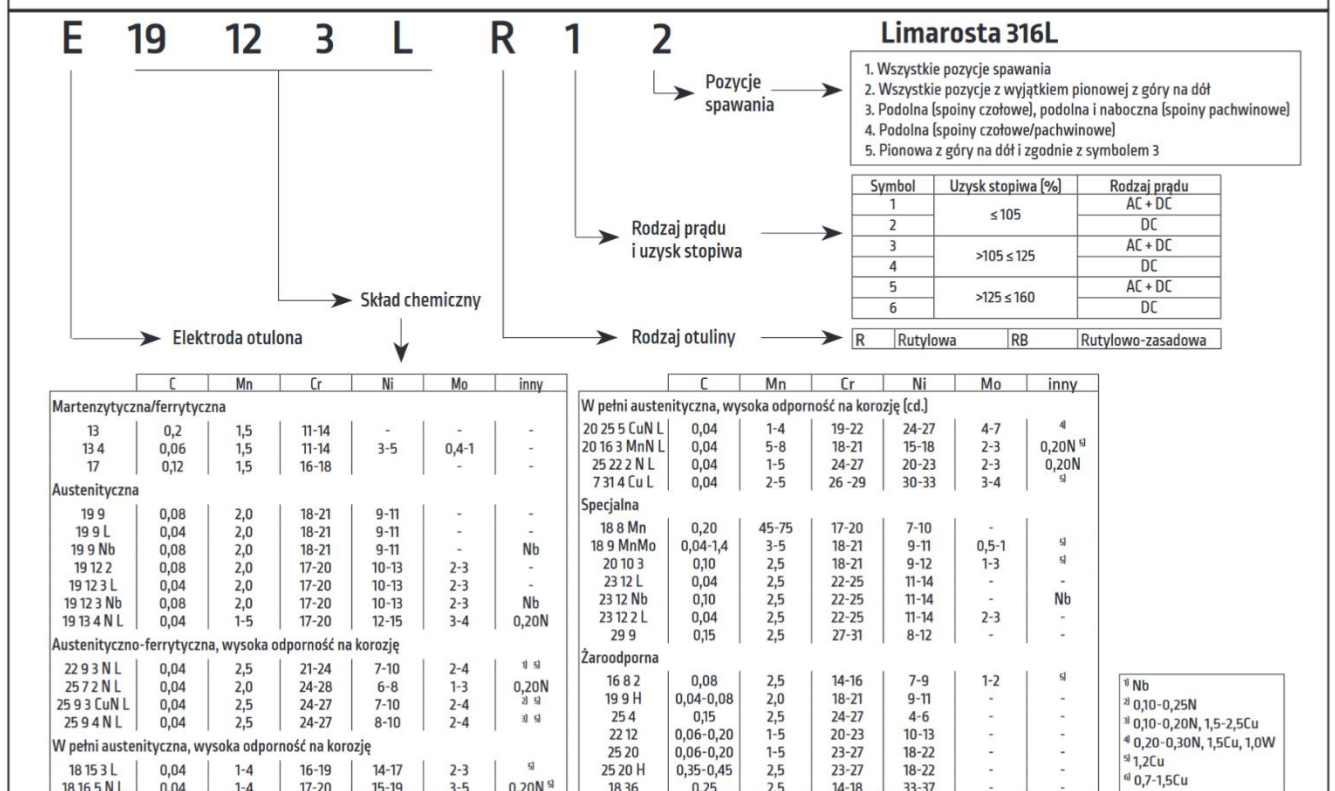 E 19 12 3 L R 1 2 Limarosta 316L
Pozycje
spawania
1. Wszystkie pozycje spawania
2. Wszystkie pozycje z wyjątkiem pionowej z góry na dół
3. Podolna (spoiny czołowe), podolna i naboczna (spoiny pachwinowe)
4. Podolna (spoiny czołowe/pachwinowe)
5. Pionowa z góry na dół i zgodnie z symbolem 3
Rodzaj prądu
i uzysk stopiwa
Symbol Uzysk stopiwa (%) Rodzaj prądu
1 ≤ 105 AC + DC
2 DC
3 >105 ≤ 125 AC + DC
4 DC
5 >125 ≤ 160 AC + DC
6 DC
Skład chemiczny
Elektroda otulona
Rodzaj otuliny
R Rutylowa RB Rutylowo-zasadowa
C Mn Cr Ni Mo inny
Martenzytyczna/ferrytyczna
13 0,2 1,5 11-14 - - -
13 4 0,06 1,5 11-14 3-5 0,4-1 -
17 0,12 1,5 16-18 - -
Austenityczna
19 9 0,08 2,0 18-21 9-11 - -
19 9 L 0,04 2,0 18-21 9-11 - -
19 9 Nb 0,08 2,0 18-21 9-11 - Nb
19 12 2 0,08 2,0 17-20 10-13 2-3 -
19 12 3 L 0,04 2,0 17-20 10-13 2-3 -
19 12 3 Nb 0,08 2,0 17-20 10-13 2-3 Nb
19 13 4 N L 0,04 1-5 17-20 12-15 3-4 0,20N
Austenityczno-ferrytyczna, wysoka odporność na korozję
22 9 3 N L 0,04 2,5 21-24 7-10 2-4 1) 5)
25 7 2 N L 0,04 2,0 24-28 6-8 1-3 0,20N
25 9 3 CuN L 0,04 2,5 24-27 7-10 2-4 2) 5)
25 9 4 N L 0,04 2,5 24-27 8-10 2-4 3) 5)
W pełni austenityczna, wysoka odporność na korozję
18 15 3 L 0,04 1-4 16-19 14-17 2-3 5)
18 16 5 N L 0,04 1-4 17-20 15-19 3-5 0,20N 5)
C Mn Cr Ni Mo inny
W pełni austenityczna, wysoka odporność na korozję (cd.)
20 25 5 CuN L 0,04 1-4 19-22 24-27 4-7 4)
20 16 3 MnN L 0,04 5-8 18-21 15-18 2-3 0,20N 5)
25 22 2 N L 0,04 1-5 24-27 20-23 2-3 0,20N
7 31 4 Cu L 0,04 2-5 26 -29 30-33 3-4 5)
Specjalna
18 8 Mn 0,20 45-75 17-20 7-10 -
18 9 MnMo 0,04-1,4 3-5 18-21 9-11 0,5-1 5)
20 10 3 0,10 2,5 18-21 9-12 1-3 5)
23 12 L 0,04 2,5 22-25 11-14 - -
23 12 Nb 0,10 2,5 22-25 11-14 - Nb
23 12 2 L 0,04 2,5 22-25 11-14 2-3 -
29 9 0,15 2,5 27-31 8-12 - -
Żaroodporna
16 8 2 0,08 2,5 14-16 7-9 1-2 5)
19 9 H 0,04-0,08 2,0 18-21 9-11 - -
25 4 0,15 2,5 24-27 4-6 - -
22 12 0,06-0,20 1-5 20-23 10-13 - -
25 20 0,06-0,20 1-5 23-27 18-22 - -
25 20 H 0,35-0,45 2,5 23-27 18-22 - -
18 36 0,25 2,5 14-18 33-37 - -
1) Nb
2) 0,10-0,25N
3) 0,10-0,20N, 1,5-2,5Cu
4) 0,20-0,30N, 1,5Cu, 1,0W
5) 1,2Cu
6) 0,7-1,5Cu